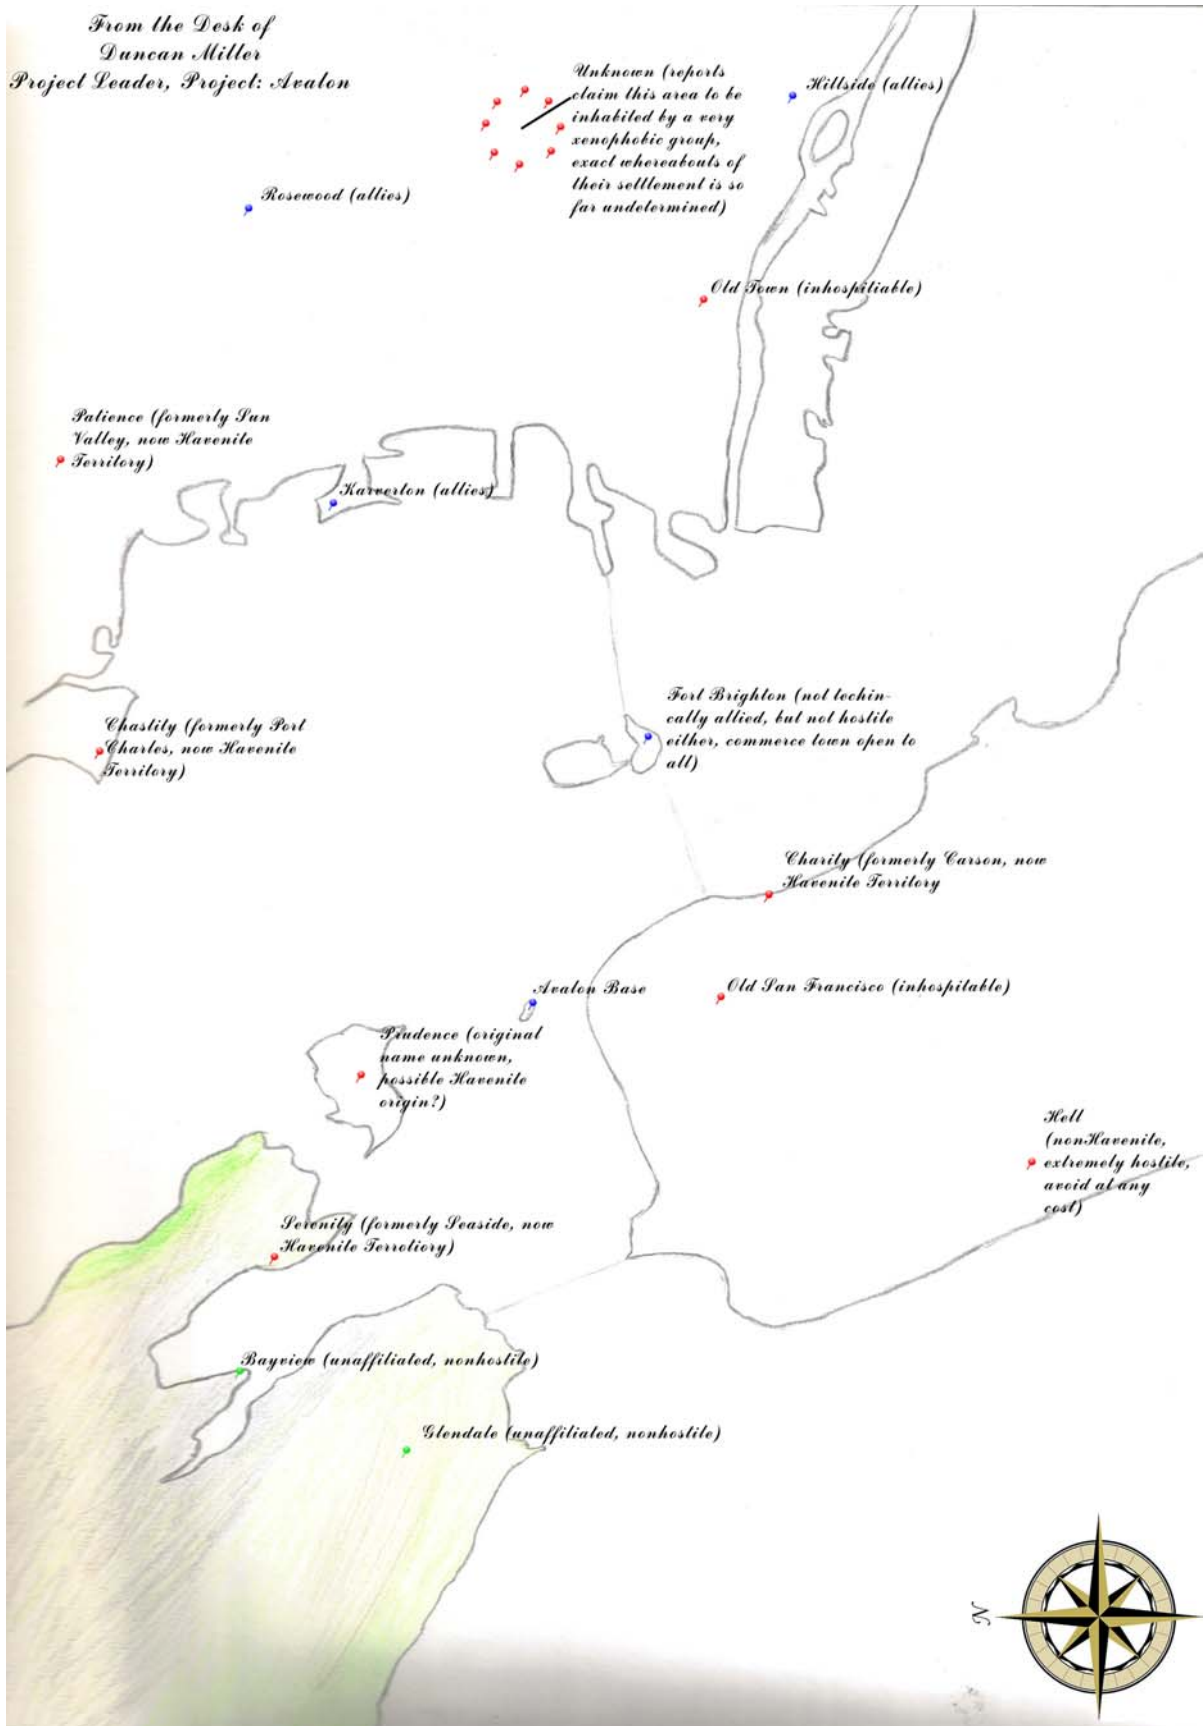 From the Desk of
Duncan Miller
Project Leader, Project: Avalon
Unknown (reports
claim this area to be
inhabited by a very
xenophobic group,
exact whereabouts of
their settlement is so
far undetermined)
Hillside (allies)
Rosewood (allies)
Old Town (inhospitiable)
Patience (formerly Sun
Valley, now Havenite
Territory)
Karverton (allies)
Chastity (formerly Port
Charles, now Havenite
Territory)
Fort Brighton (not techin-
cally allied, but not hostile
either, commerce town open to
all)
Charity (formerly Carson, now
Havenite Territory
Avalon Base
Old San Francisco (inhospitable)
Prudence (original
name unknown,
possible Havenite
origin?)
Hell
(nonHavenite,
extremely hostile,
avoid at any
cost)
Serenity (formerly Seaside, now
Havenite Terrotiory)
Bayview (unaffiliated, nonhostile)
Glendale (unaffiliated, nonhostile)
N